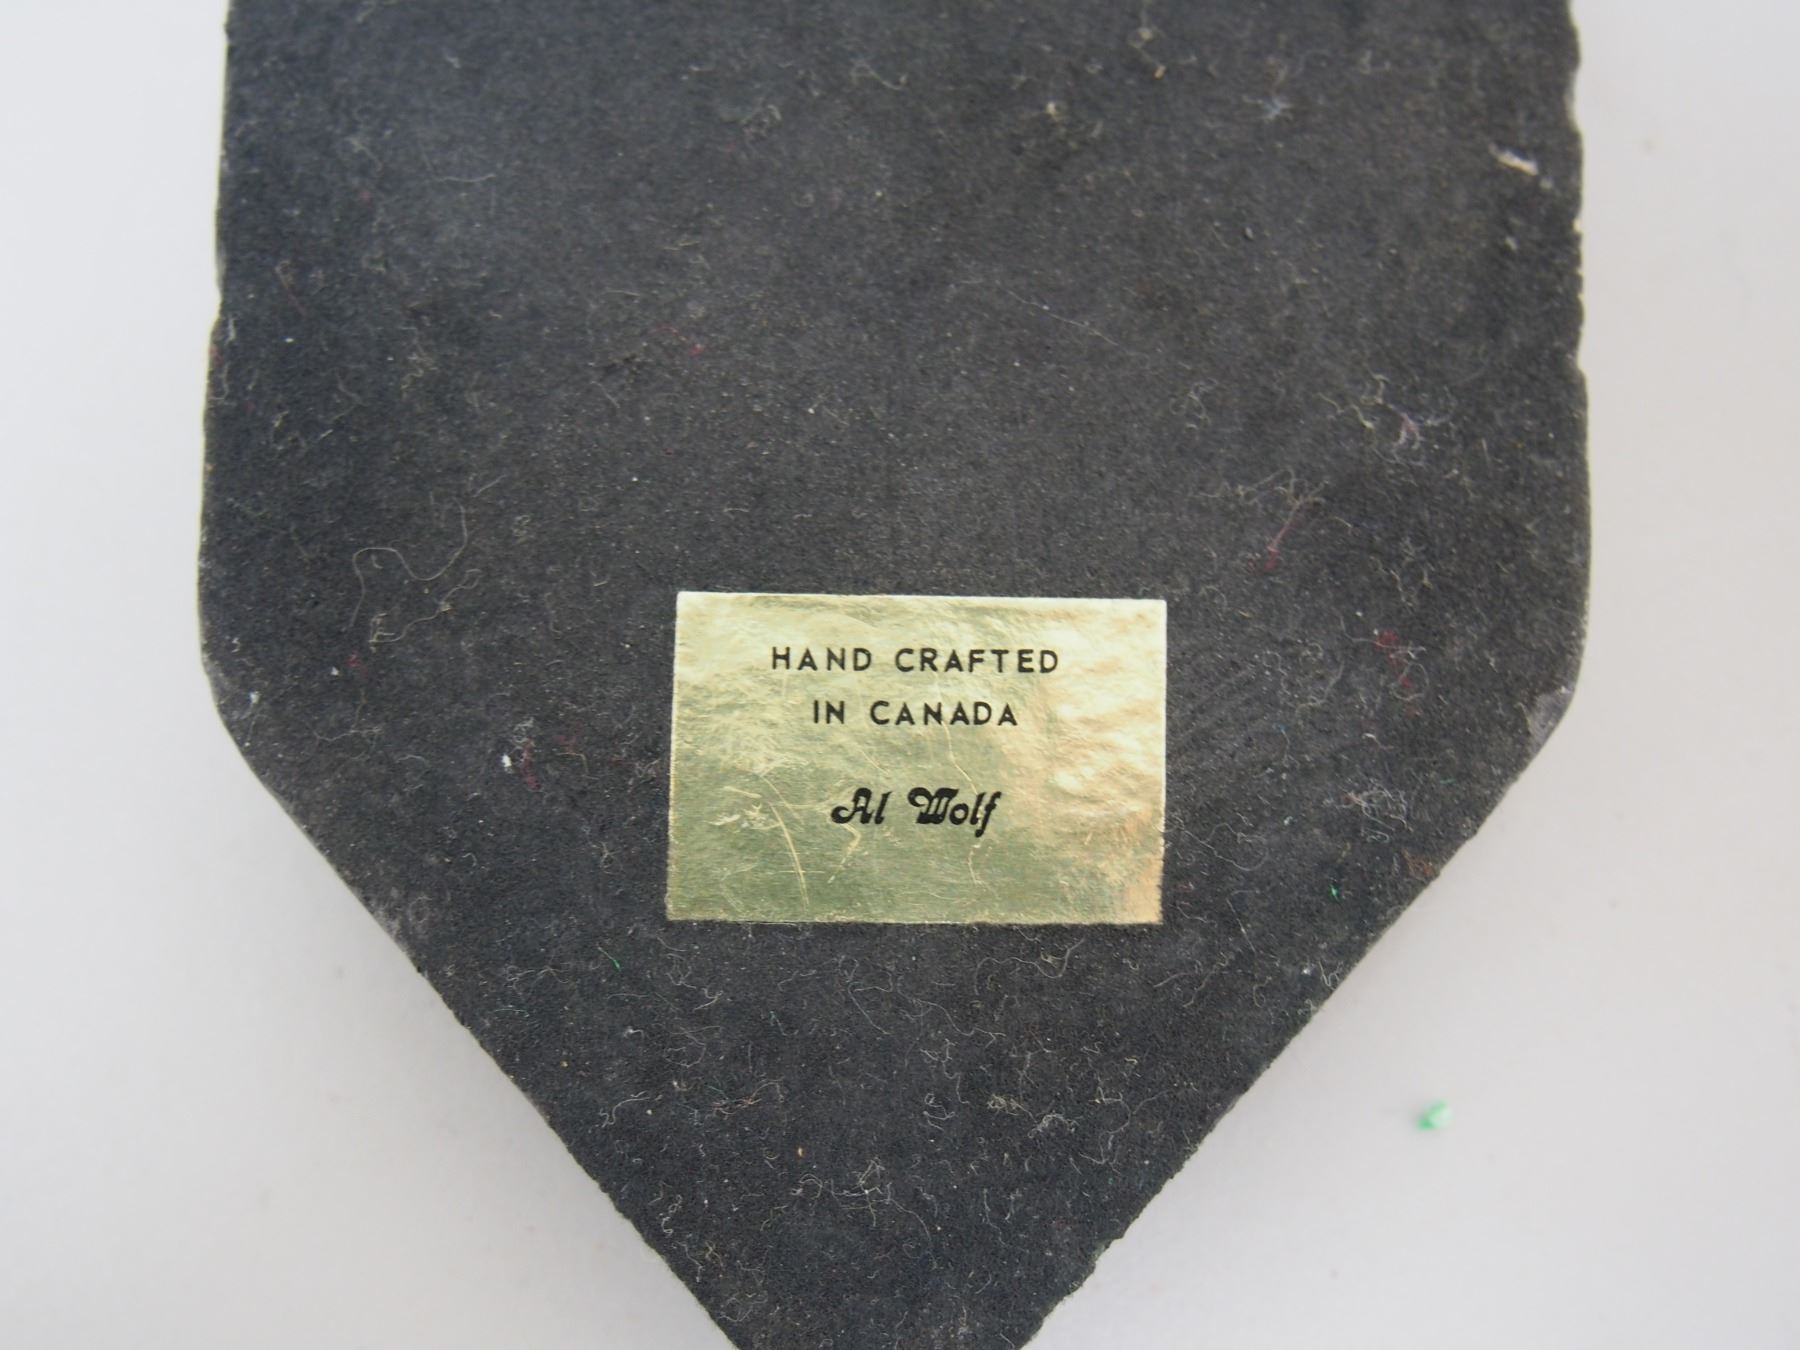 HAND CRAFTED
IN CANADA
Al Wolf